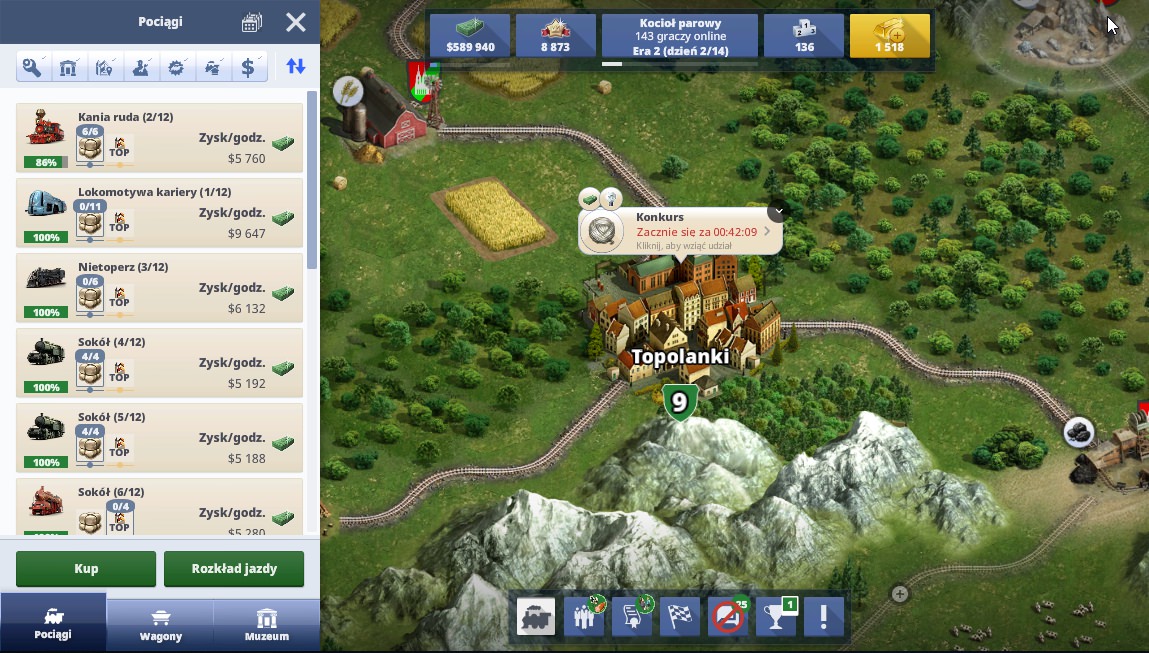 Pociągi
$
Kania ruda (2/12)
6/6
TOP
86%
Zysk/godz.
$5 760
Lokomotywa kariery (1/12)
0/11
TOP
100%
Zysk/godz.
$9 647
Nietoperz (3/12)
0/6
TOP
100%
Zysk/godz.
$6 132
Sokół (4/12)
4/4
TOP
100%
Zysk/godz.
$5 192
Sokół (5/12)
4/4
TOP
100%
Zysk/godz.
$5 188
Sokół (6/12)
0/4
TOP
Zysk/godz.
$5 280
Kup
Rozkład jazdy
Pociągi
Wagony
Muzeum
$589 940
8 873
Kocioł parowy
143 graczy online
Era 2 (dzień 2/14)
136
1 518
Konkurs
Zacznie się za 00:42:09
Kliknij, aby wziąć udział
Topolanki
9
1
!